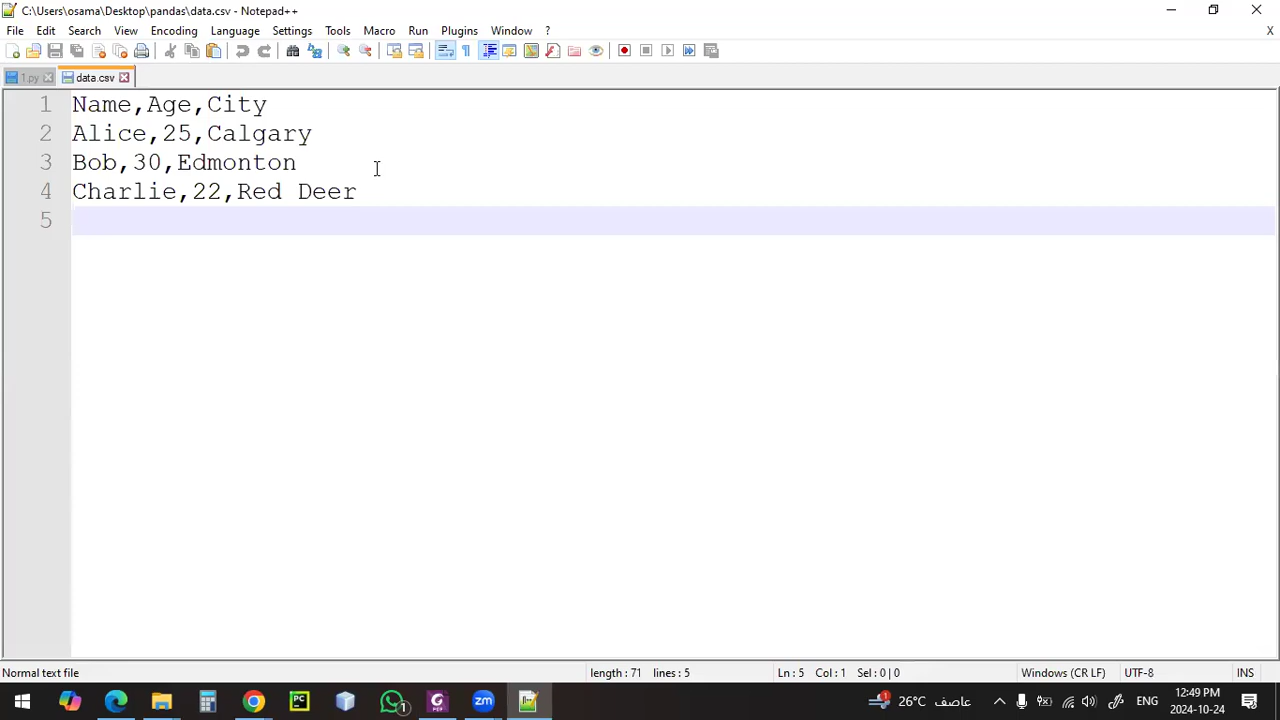 C:\Users\osama\Desktop\pandas\data.csv - Notepad++
File Edit Search View Encoding Language Settings Tools Macro Run Plugins Window ? X
1.py data.csv
1 Name,Age,City
2 Alice,25,Calgary
3 Bob,30,Edmonton
4 Charlie,22,Red Deer
5
Normal text file length : 71 lines : 5 Ln : 5 Col : 1 Sel : 0 | 0 Windows (CR LF) UTF-8 INS
PC 1 1 26°C عاصف ENG 12:49 PM
2024-10-24